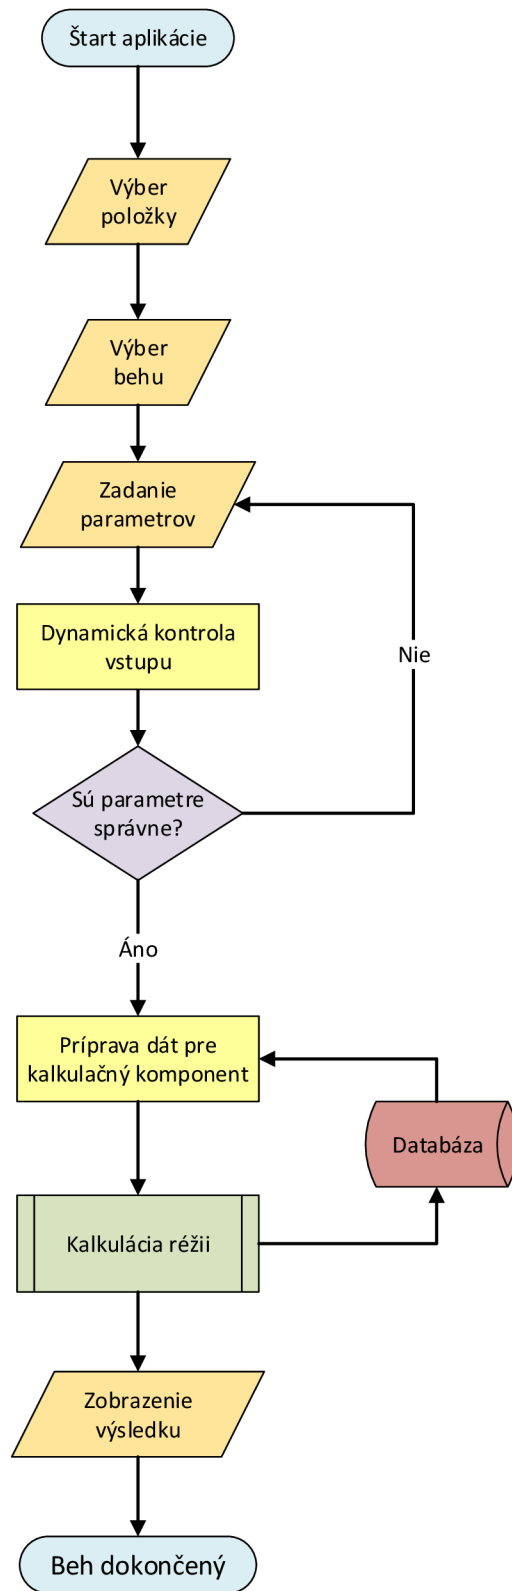 Štart aplikácie
Výber
položky
Výber
behu
Zadanie
parametrov
Dynamická kontrola
vstupu
Nie
Sú parametre
správne?
Áno
Príprava dát pre
kalkulačný komponent
Databáza
Kalkulácia réžii
Zobrazenie
výsledku
Beh dokončený